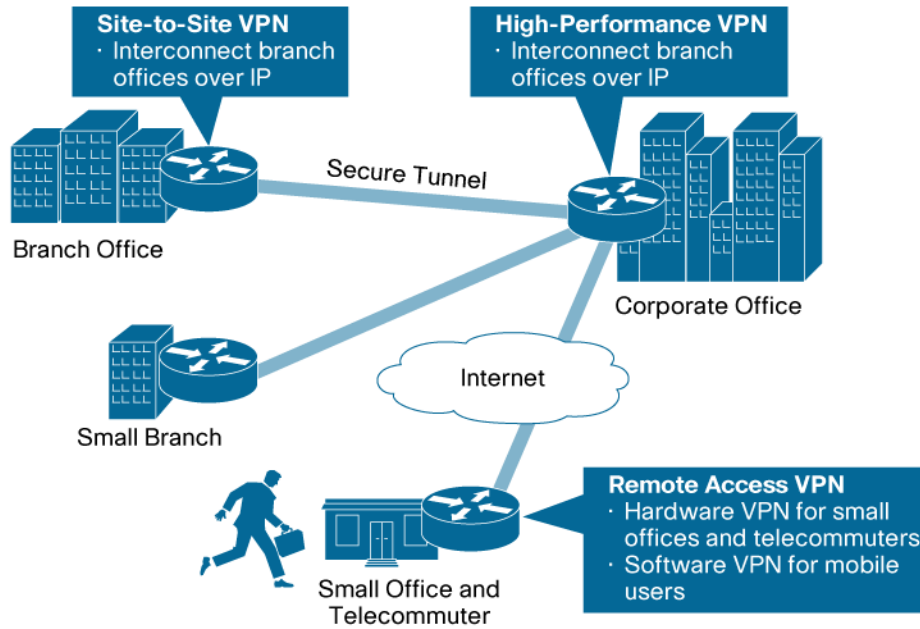 Site-to-Site VPN
· Interconnect branch
offices over IP
High-Performance VPN
· Interconnect branch
offices over IP
Secure Tunnel
Branch Office
Corporate Office
Internet
Small Branch
Remote Access VPN
· Hardware VPN for small
offices and telecommuters
· Software VPN for mobile
users
Small Office and
Telecommuter